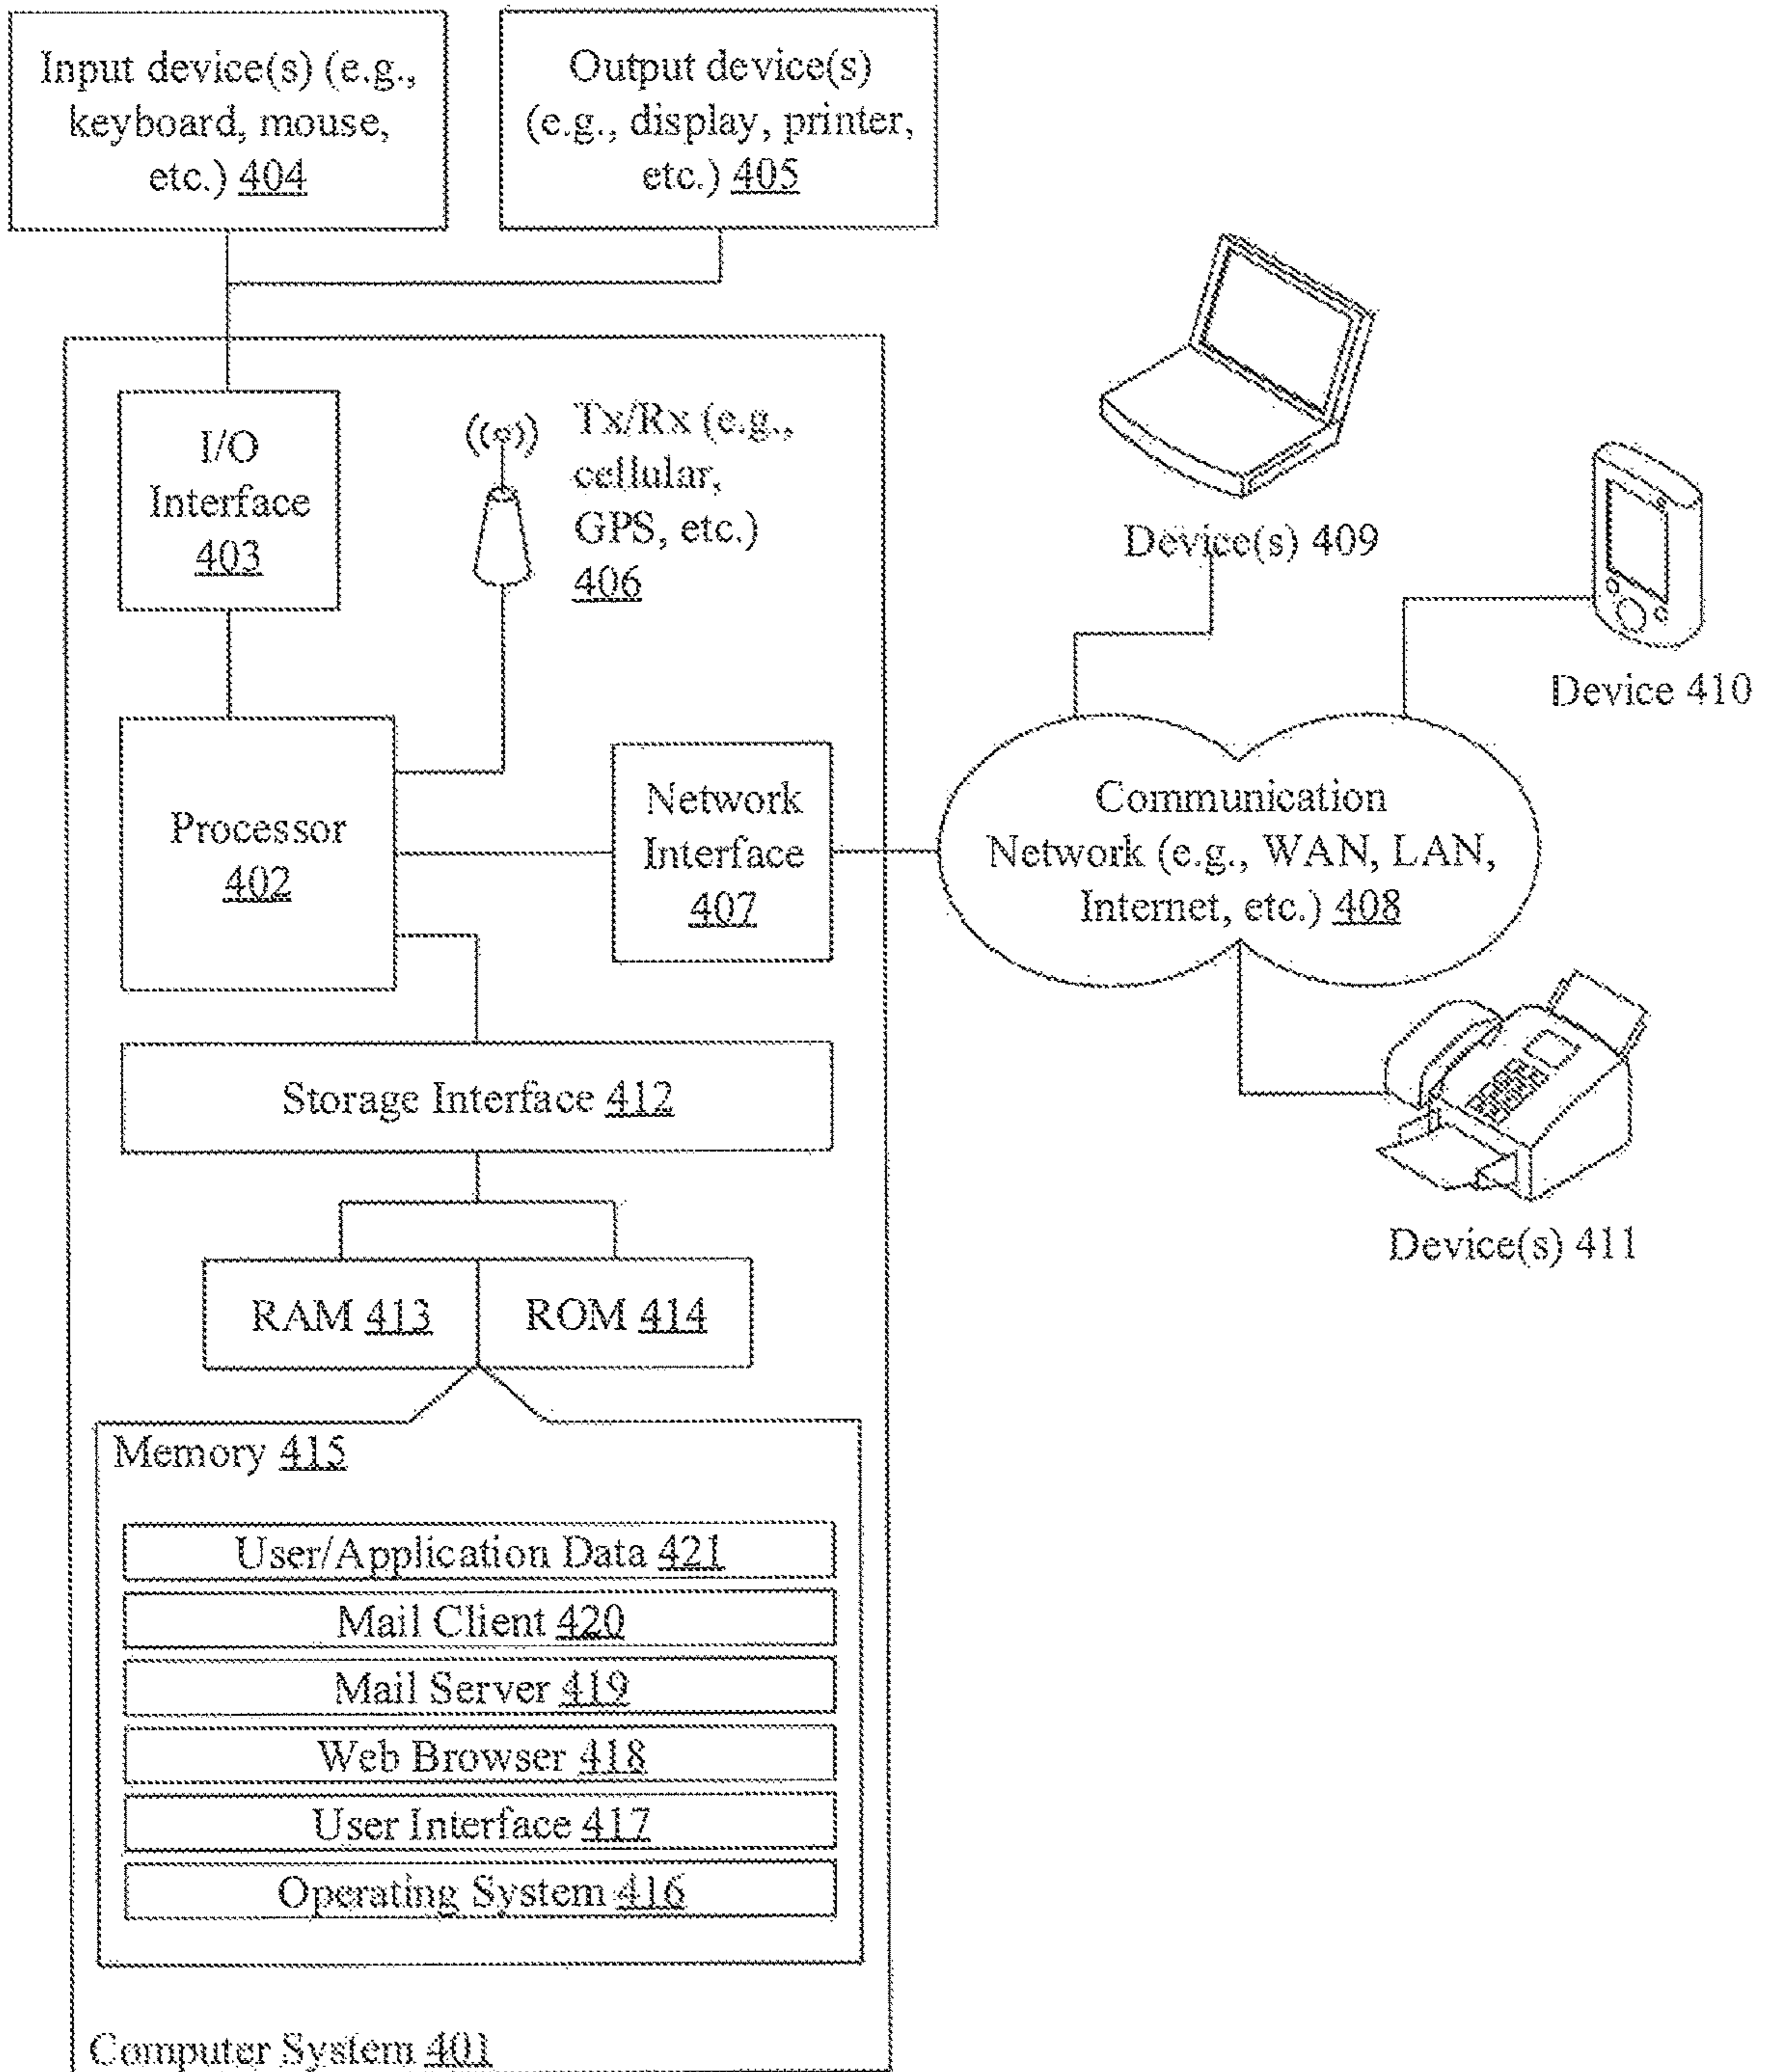 Input device(s) (e.g.,
keyboard, mouse,
etc.) 404
Output device(s)
(e.g., display, printer,
etc.) 405
I/O
Interface
403
Tx/Rx (e.g.,
cellular,
GPS, etc.)
406
Device(s) 409
Device 410
Processor
402
Network
Interface
407
Communication
Network (e.g., WAN, LAN,
Internet, etc.) 408
Storage Interface 412
Device(s) 411
RAM 413
ROM 414
Memory 415
User/Application Data 421
Mail Client 420
Mail Server 419
Web Browser 418
User Interface 417
Operating System 416
Computer System 401